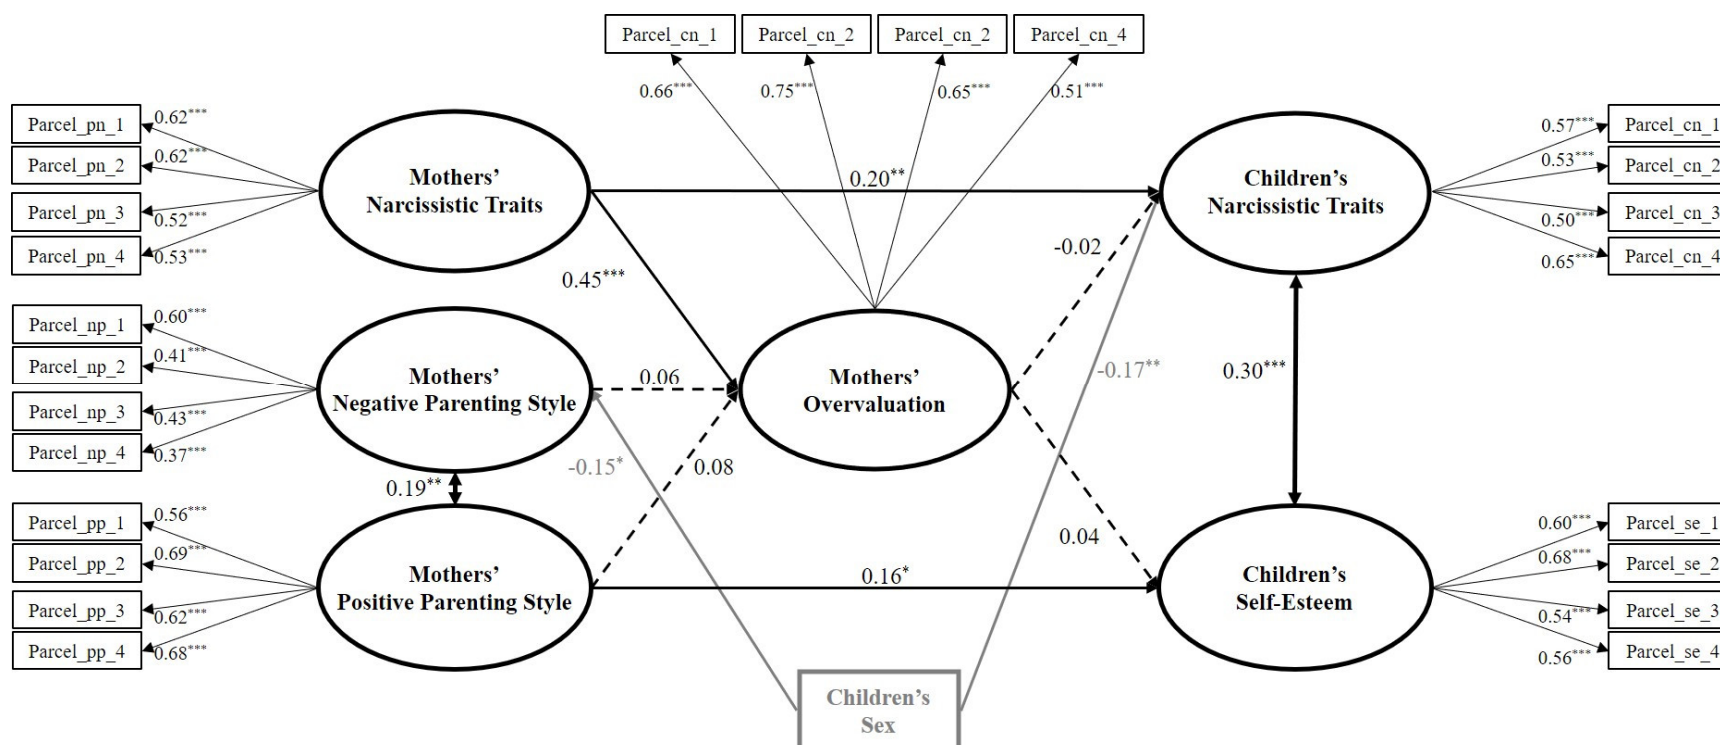 Parcel_cn_1
Parcel_cn_2
Parcel_cn_2
Parcel_cn_4
0.66***
0.75***
0.65***
0.51***
Parcel_pn_1
Parcel_pn_2
Parcel_pn_3
Parcel_pn_4
0.62***
0.62***
0.52***
0.53***
Mothers’
Narcissistic Traits
0.20**
Children’s
Narcissistic Traits
0.57***
0.53***
0.50***
0.65***
Parcel_cn_1
Parcel_cn_2
Parcel_cn_3
Parcel_cn_4
0.45***
-0.02
Parcel_np_1
Parcel_np_2
Parcel_np_3
Parcel_np_4
0.60***
0.41***
0.43***
0.37***
Mothers’
Negative Parenting Style
0.06
Mothers’
Overvaluation
-0.17**
0.30***
-0.15*
0.08
0.19**
0.04
Parcel_pp_1
Parcel_pp_2
Parcel_pp_3
Parcel_pp_4
0.56***
0.69***
0.62***
0.68***
Mothers’
Positive Parenting Style
0.16*
Children’s
Self-Esteem
0.60***
0.68***
0.54***
0.56***
Parcel_se_1
Parcel_se_2
Parcel_se_3
Parcel_se_4
Children’s
Sex